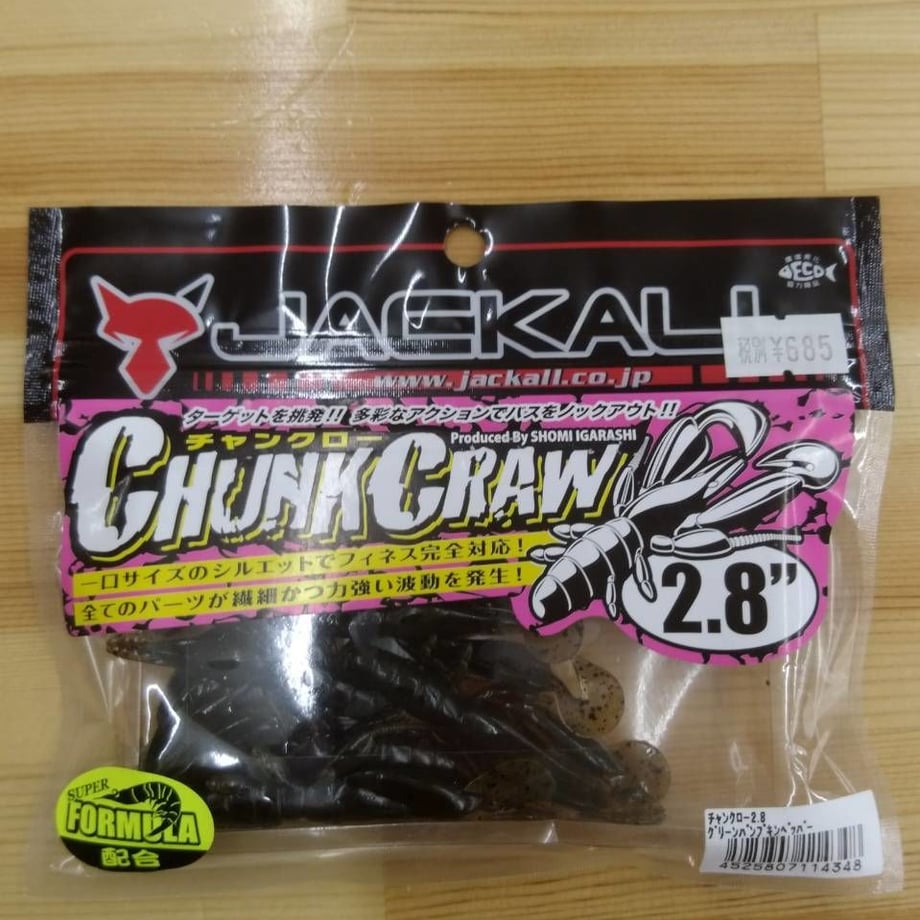 JACKALL
ECO
税別 ¥685
www.jackall.co.jp
ターゲットを挑発!! 多彩なアクションでバスをノックアウト!!
チャンクロー
Produced By SHOMI IGARASHI
CHUNK CRAW
一口サイズのシルエットでフィネス完全対応!
全てのパーツが繊細かつ力強い波動を発生!
2.8"
SUPER
FORMULA
配合
チャンクロー2.8
グリーンパンプキンペッパー
4525807114348